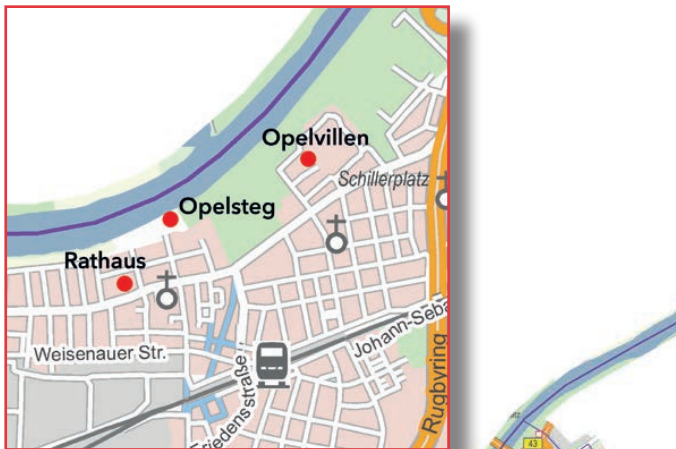 Opelvillen
Schillerplatz
Opelsteg
Rathaus
Weisenauer Str.
Johann-Seba
Friedensstraße
Rugbyring
43